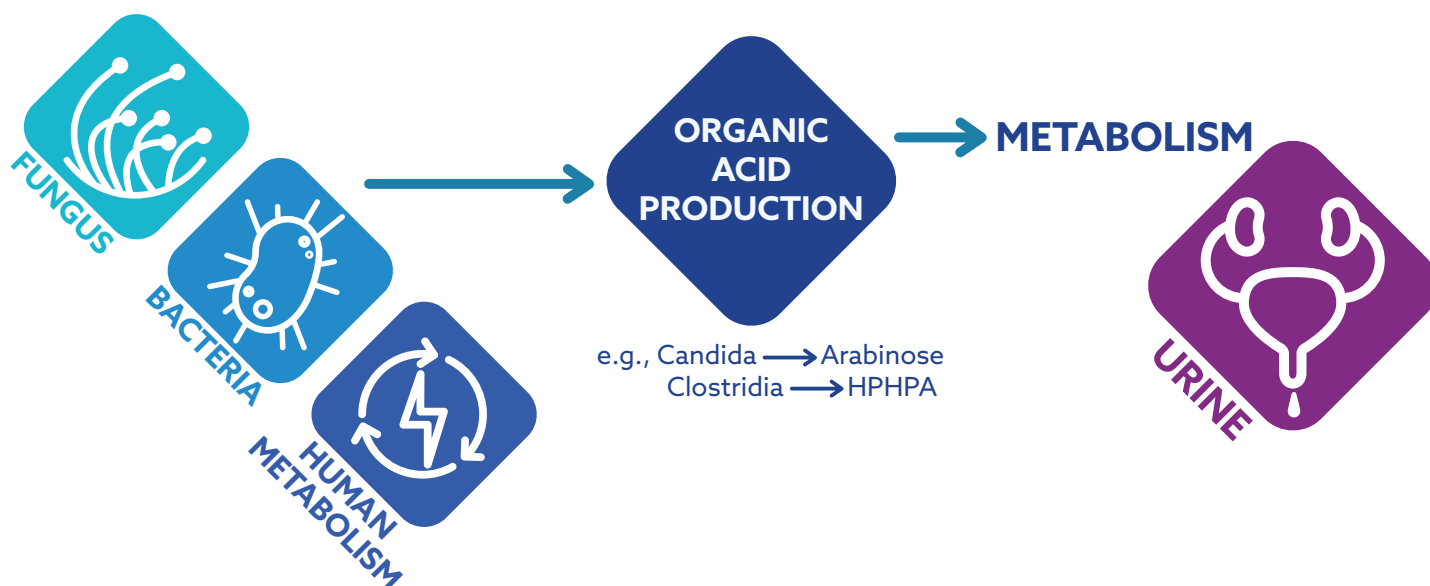 FUNGUS
BACTERIA
HUMAN
METABOLISM
ORGANIC
ACID
PRODUCTION
e.g., Candida → Arabinose
Clostridia → HPHPA
METABOLISM
URINE